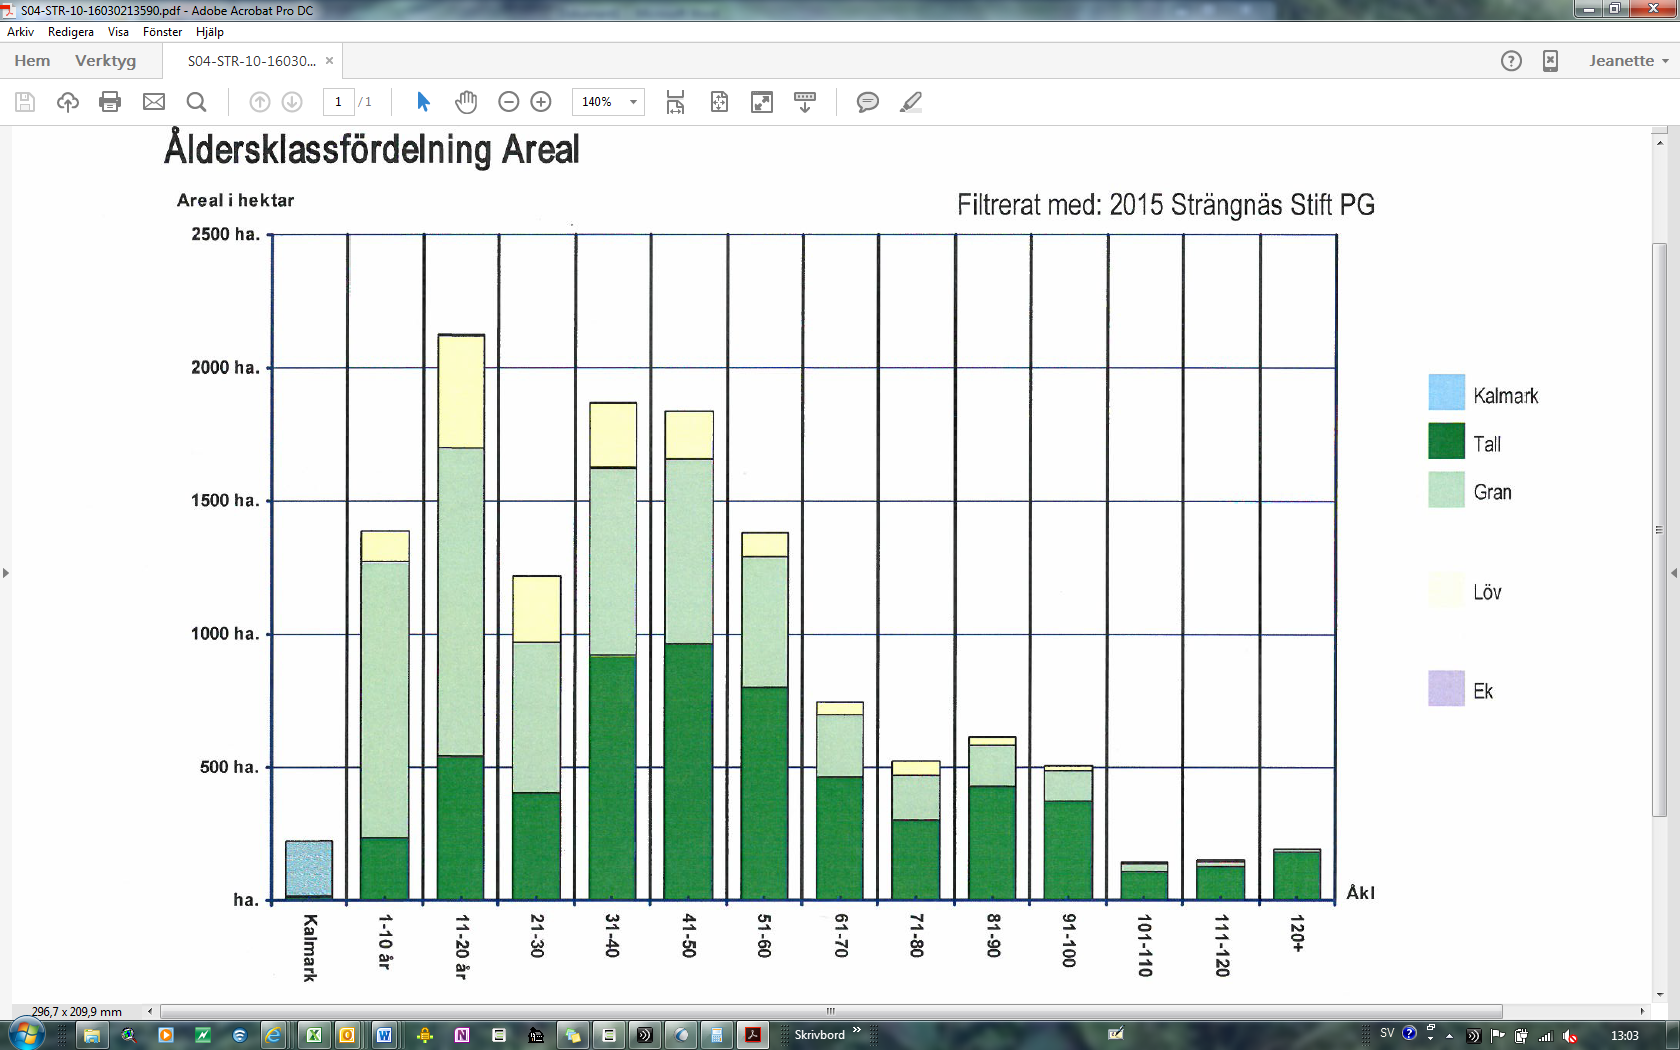 S04-STR-10-16030213590.pdf - Adobe Acrobat Pro DC
Arkiv Redigera Visa Fönster Hjälp
Hem Verktyg S04-STR-10-16030... × Jeanette
1 / 1 140%
Åldersklassfördelning Areal
Areal i hektar
Filtrerat med: 2015 Strängnäs Stift PG
2500 ha.
2000 ha.
1500 ha.
1000 ha.
500 ha.
ha.
Åkl
Kalmark
1-10 år
11-20 år
21-30
31-40
41-50
51-60
61-70
71-80
81-90
91-100
101-110
111-120
120+
Kalmark
Tall
Gran
Löv
Ek
296,7 x 209,9 mm
Skrivbord » SV 13:03